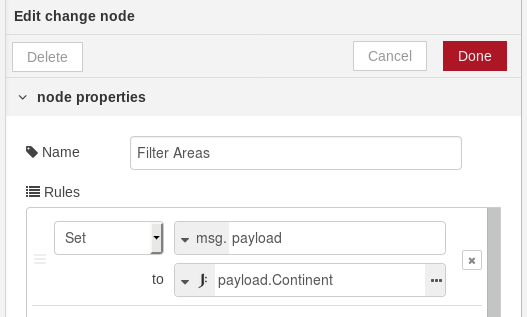 Edit change node
Delete Cancel Done
node properties
Name Filter Areas
Rules
Set msg. payload
to J: payload.Continent ...